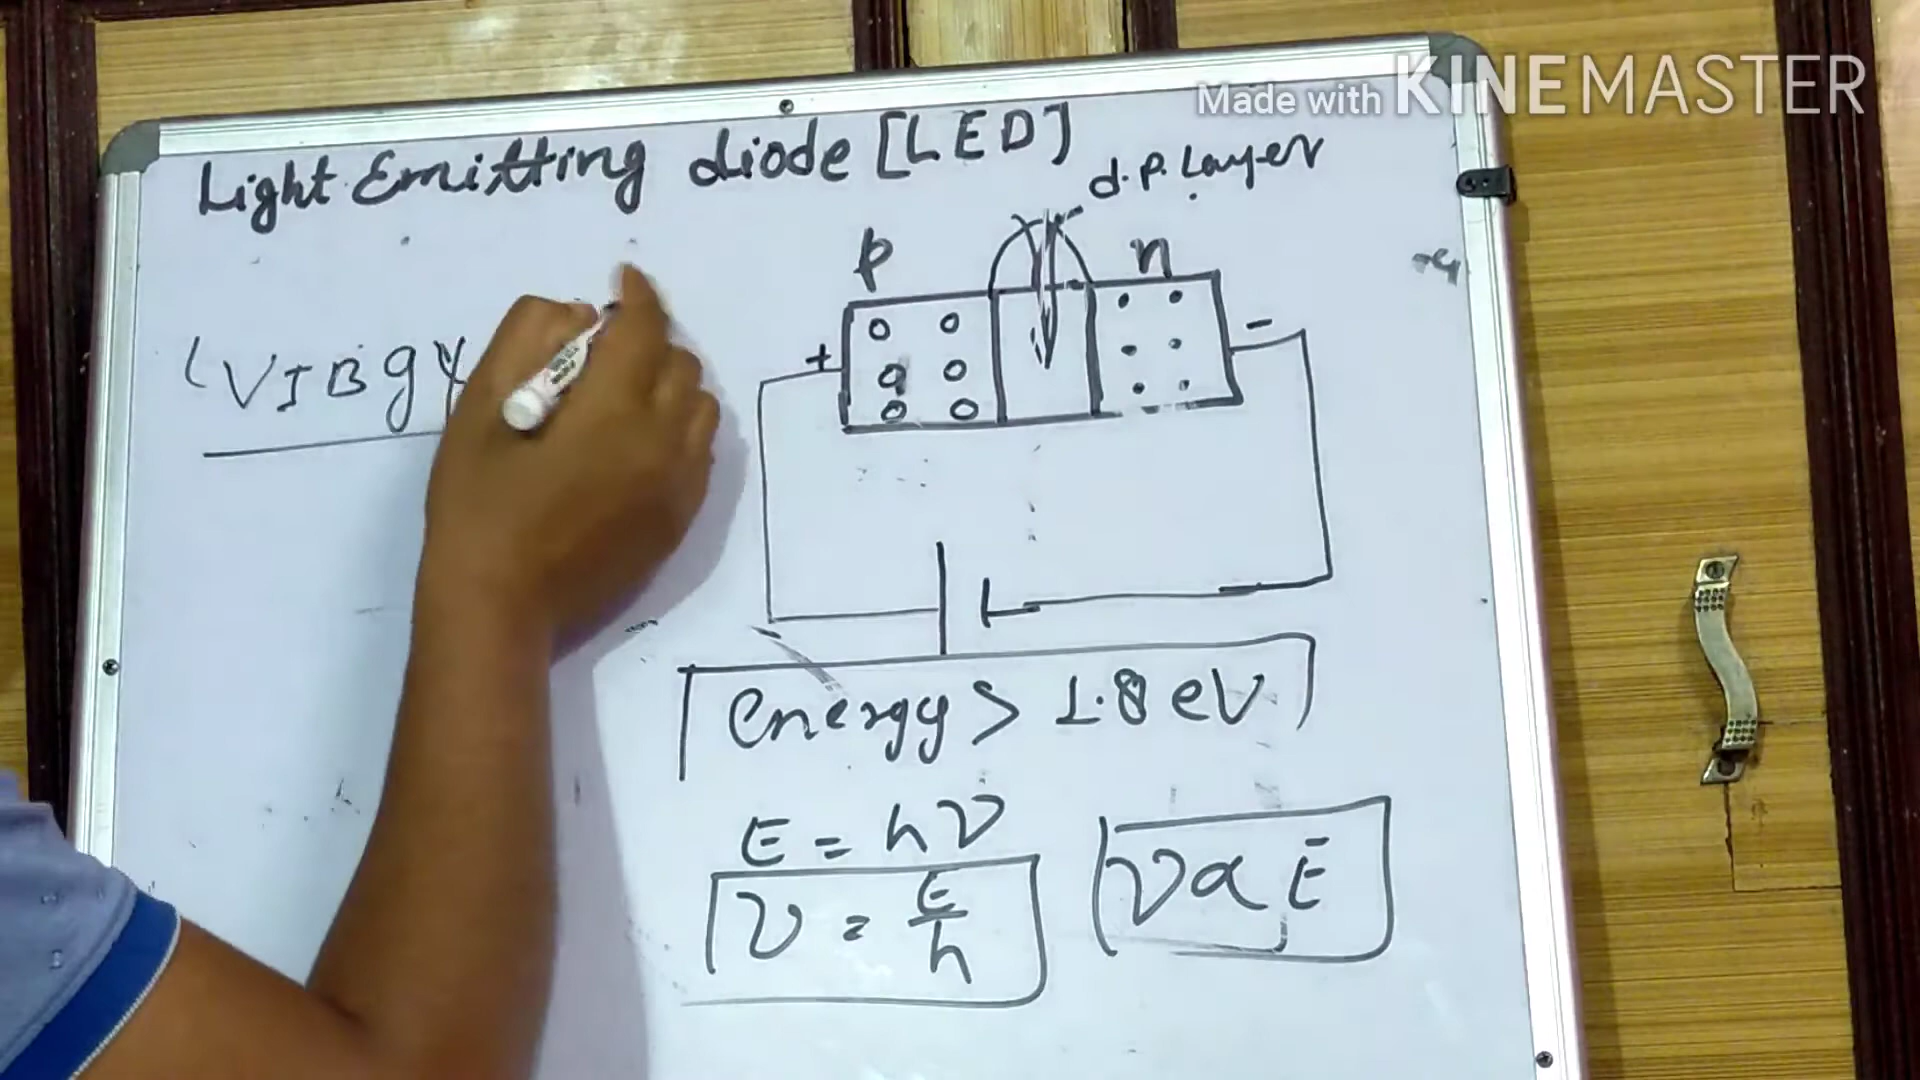 Made with KINEMASTER
Light Emitting diode [LED]
d.P. Layer
p
n
+
-
(VIBgy
energy > 1.8 eV
E = hν
ν = E/h
ν α E